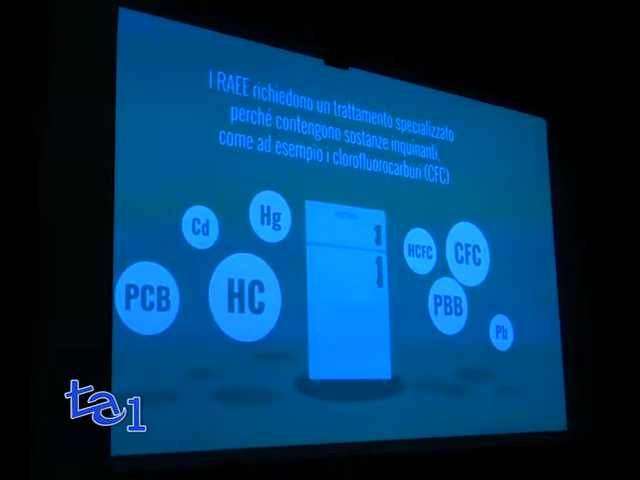 I RAEE richiedono un trattamento specializzato
perché contengono sostanze inquinanti,
come ad esempio i clorofluorocarburi (CFC)
Cd
Hg
HCFC
CFC
PCB
HC
PBB
Pb
tg1